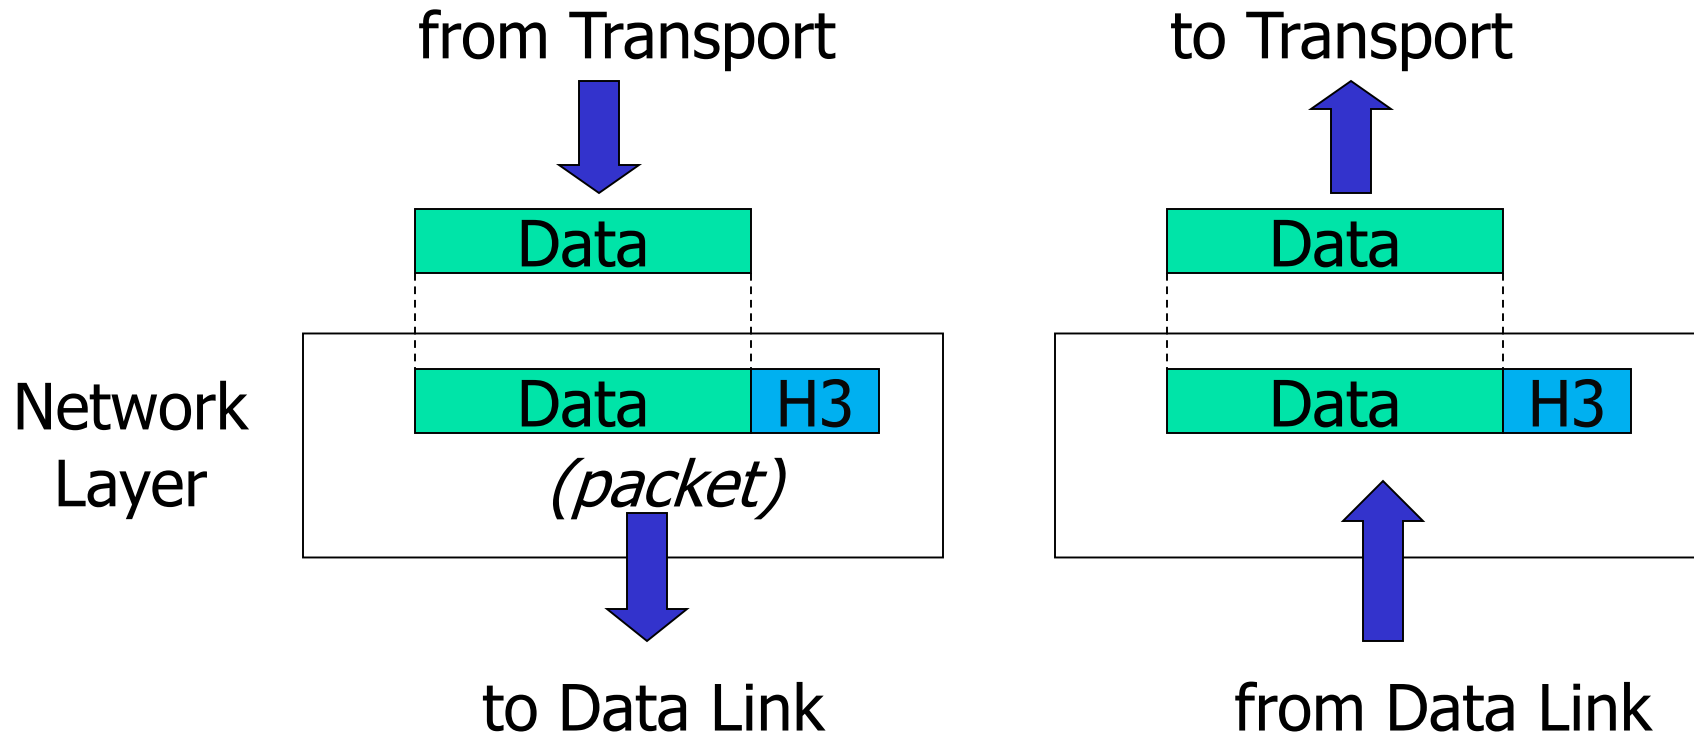 from Transport
to Transport
Data
Data
Network
Layer
Data H3
(packet)
Data H3
to Data Link
from Data Link